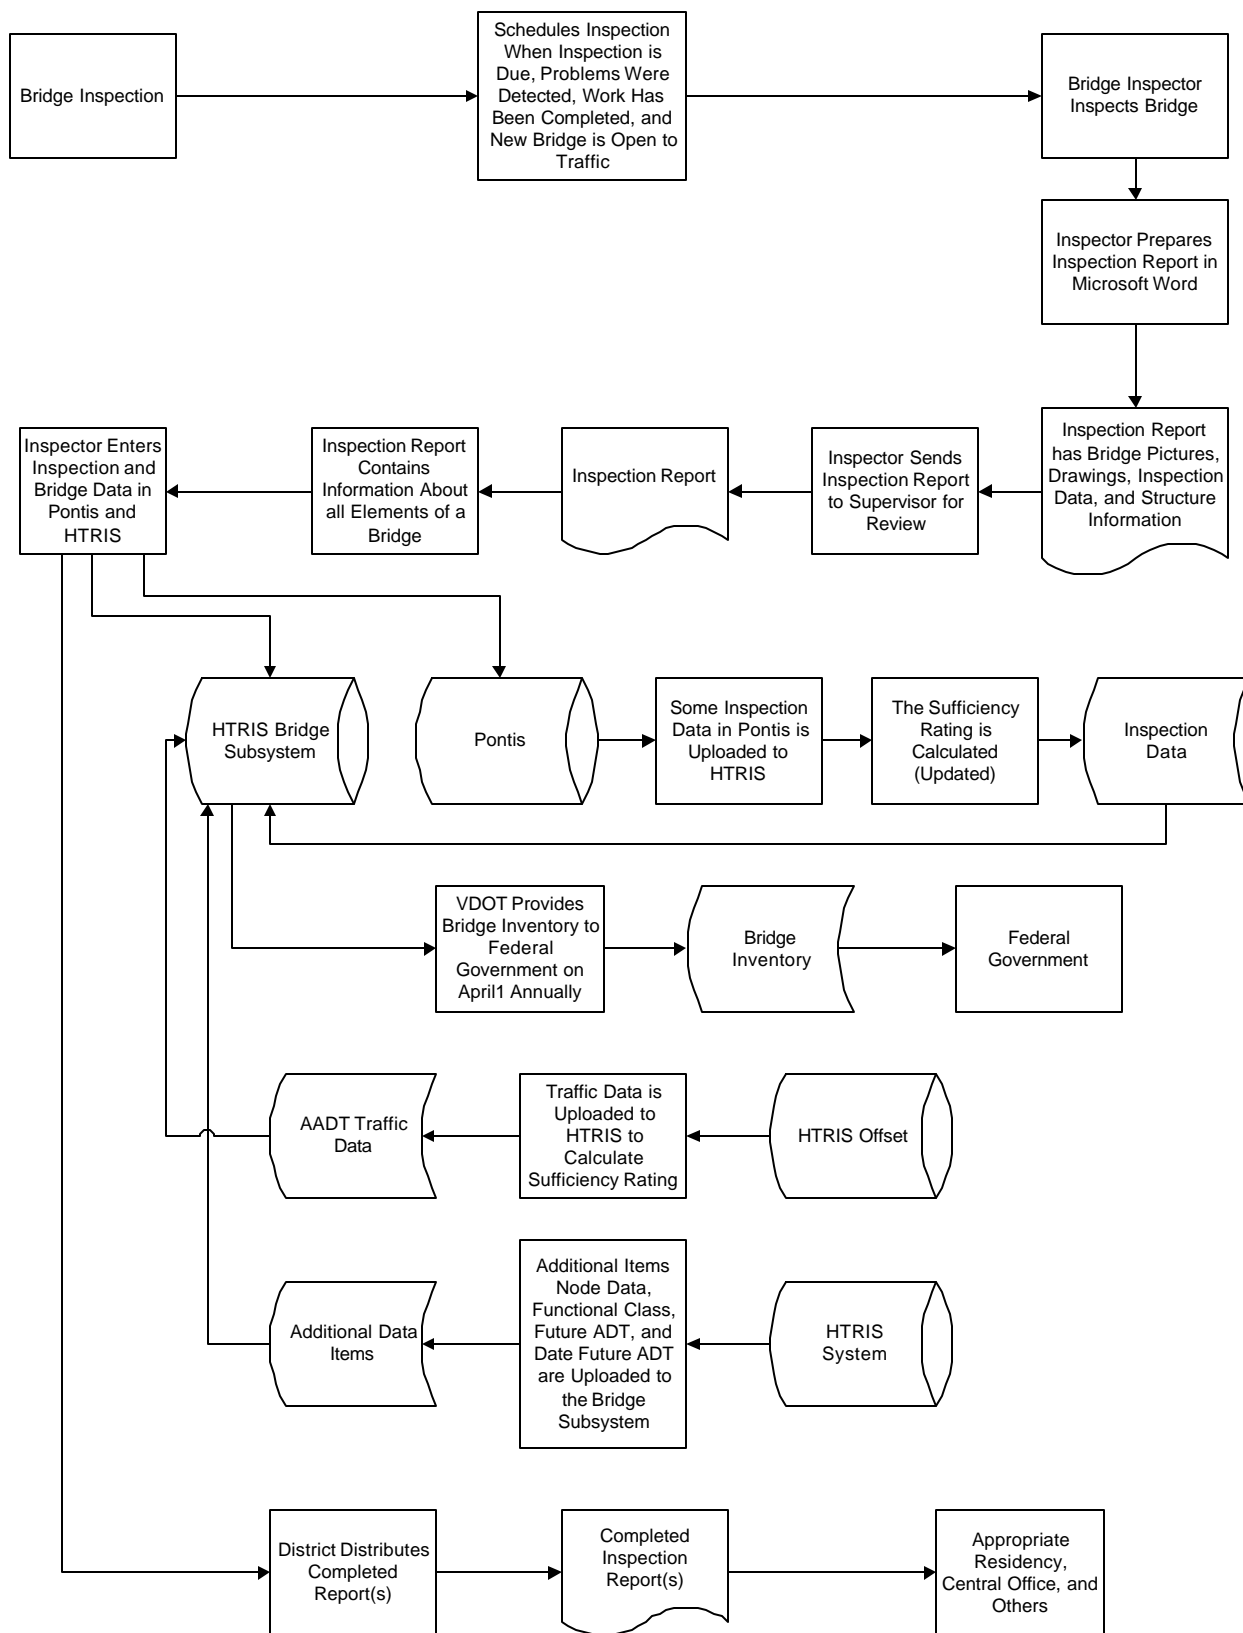 Bridge Inspection
Schedules Inspection
When Inspection is
Due, Problems Were
Detected, Work Has
Been Completed, and
New Bridge is Open to
Traffic
Bridge Inspector
Inspects Bridge
Inspector Prepares
Inspection Report in
Microsoft Word
Inspection Report
has Bridge Pictures,
Drawings, Inspection
Data, and Structure
Information
Inspector Sends
Inspection Report
to Supervisor for
Review
Inspection Report
Inspection Report
Contains
Information About
all Elements of a
Bridge
Inspector Enters
Inspection and
Bridge Data in
Pontis and
HTRIS
HTRIS Bridge
Subsystem
Pontis
Some Inspection
Data in Pontis is
Uploaded to
HTRIS
The Sufficiency
Rating is
Calculated
(Updated)
Inspection
Data
VDOT Provides
Bridge Inventory to
Federal
Government on
April1 Annually
Bridge
Inventory
Federal
Government
AADT Traffic
Data
Traffic Data is
Uploaded to
HTRIS to
Calculate
Sufficiency Rating
HTRIS Offset
Additional Data
Items
Additional Items
Node Data,
Functional Class,
Future ADT, and
Date Future ADT
are Uploaded to
the Bridge
Subsystem
HTRIS
System
District Distributes
Completed
Report(s)
Completed
Inspection
Report(s)
Appropriate
Residency,
Central Office, and
Others